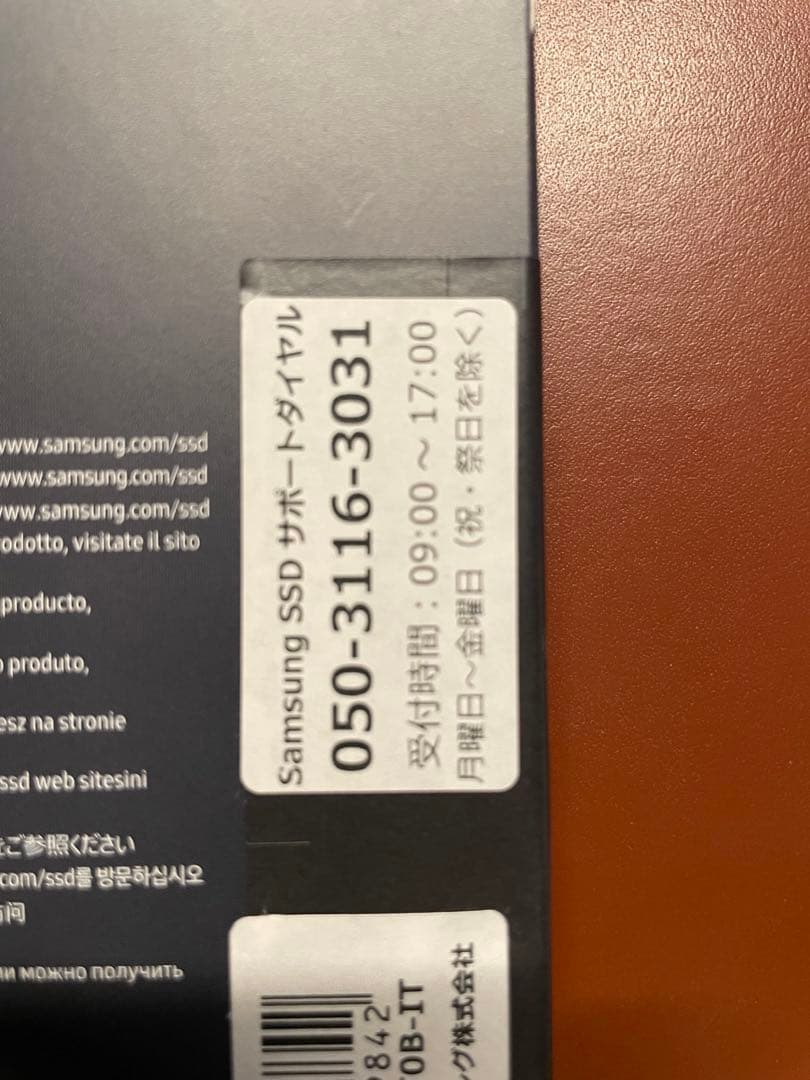 www.samsung.com/ssd
www.samsung.com/ssd
www.samsung.com/ssd
odotto, visitate il sito
producto,
produto,
esz na stronie
ssd web sitesini
ご参照ください
com/ssd를 방문하십시오
问
можно получить
Samsung SSD サポートダイヤル
050-3116-3031
受付時間：09:00～17:00
月曜日～金曜日（祝・祭日を除く）
9842
0B-IT
グ株式会社